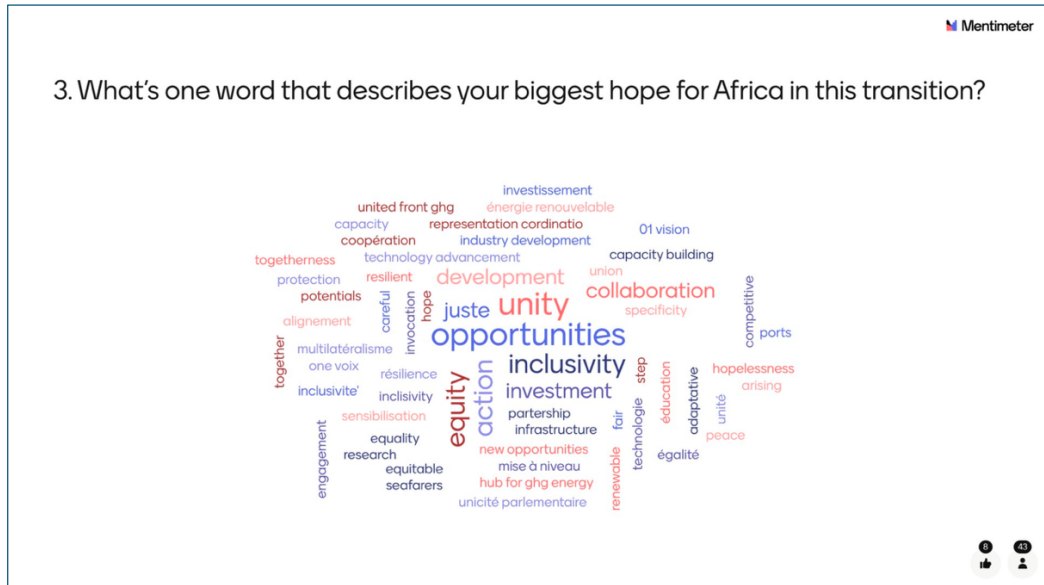 Mentimeter
3. What's one word that describes your biggest hope for Africa in this transition?
investissement
united front ghg
énergie renouvelable
capacity
representation cordinatio
01 vision
coopération
industry development
togetherness
technology advancement
capacity building
protection
resilient
development
union
potentials
careful
invocation
hope
juste
unity
collaboration
specificity
competitive
alignement
opportunities
ports
together
multilatéralisme
one voix
résilience
inclusivity
step
hopelessness
arising
inclusivite'
inclisivity
equity
action
investment
éducation
adaptative
unité
sensibilisation
partership
fair
technologie
infrastructure
peace
engagement
equality
research
new opportunities
égalité
equitable
mise à niveau
renewable
seafarers
hub for ghg energy
unicité parlementaire
8
43